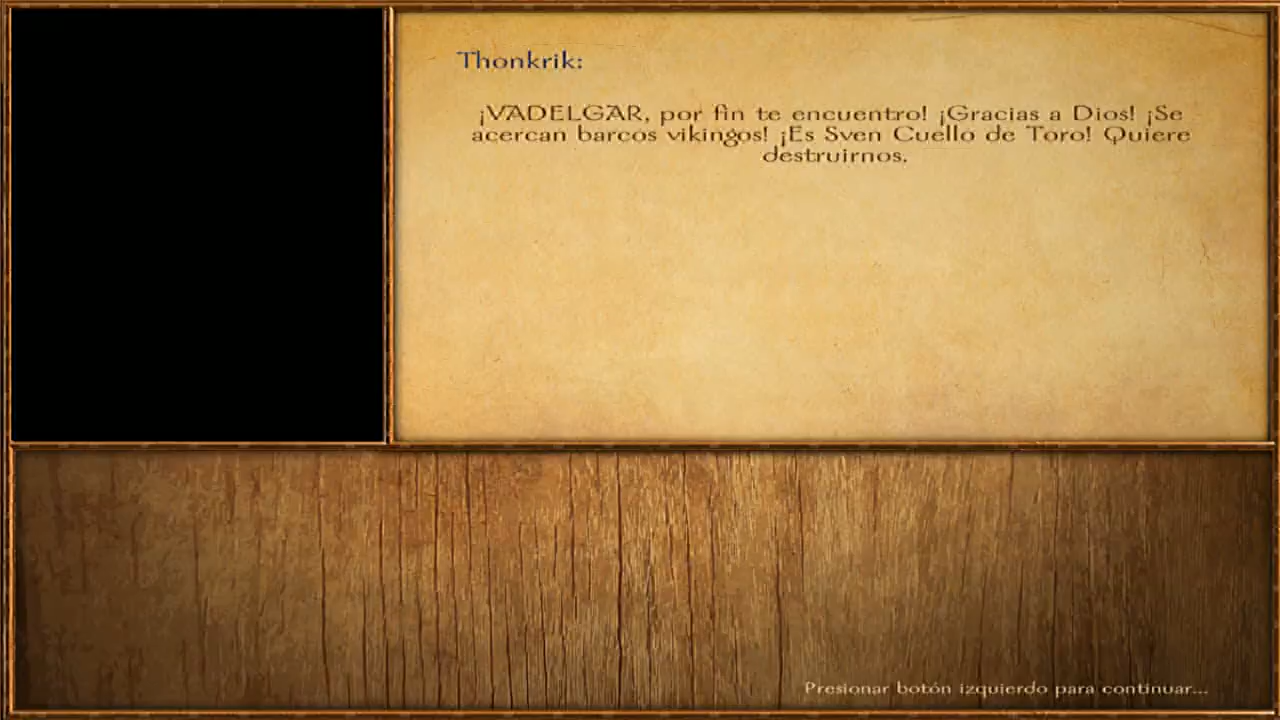 Thonkrik:
¡VADELGAR, por fin te encuentro! ¡Gracias a Dios! ¡Se
acercan barcos vikingos! ¡Es Sven Cuello de Toro! Quiere
destruirnos.
Presionar botón izquierdo para continuar...